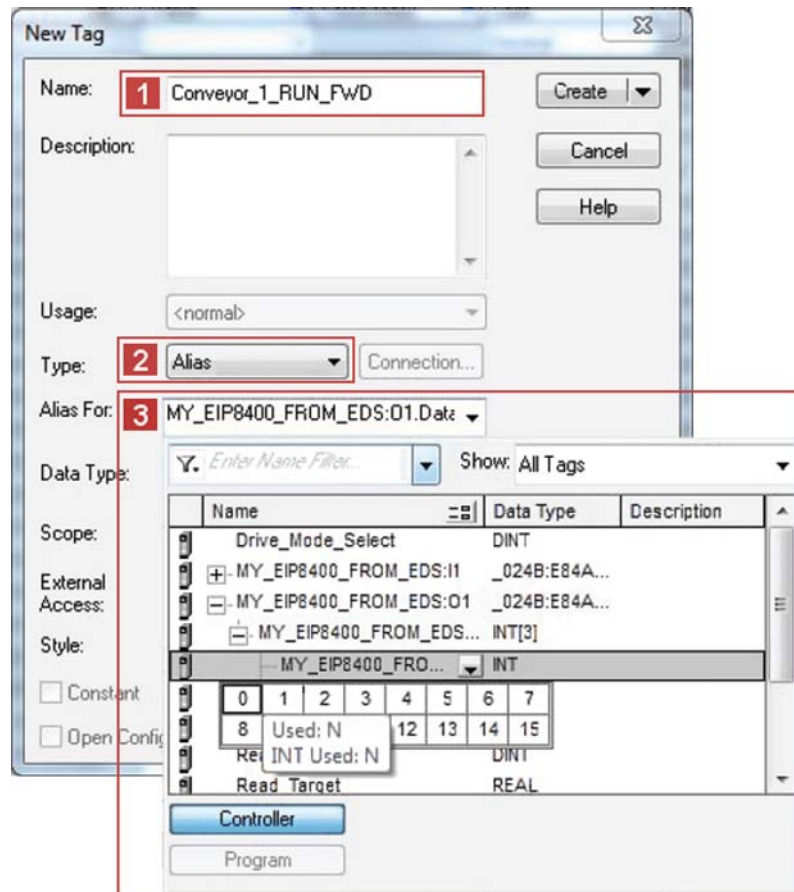 New Tag
Name:
1
Conveyor_1_RUN_FWD
Create
Description:
Cancel
Help
Usage:
<normal>
Type:
2
Alias
Connection...
Alias For:
3
MY_EIP8400_FROM_EDS:O1.Data
Data Type:
Enter Name Filter...
Show: All Tags
Name Data Type Description
Scope:
Drive_Mode_Select DINT
External Access:
MY_EIP8400_FROM_EDS:I1 _024B:E84A...
MY_EIP8400_FROM_EDS:O1 _024B:E84A...
Style:
MY_EIP8400_FROM_EDS... INT[3]
MY_EIP8400_FRO... INT
Constant
0 1 2 3 4 5 6 7
Open Config
8 12 13 14 15
Used: N
INT Used: N
DINT
Read_Target REAL
Controller
Program